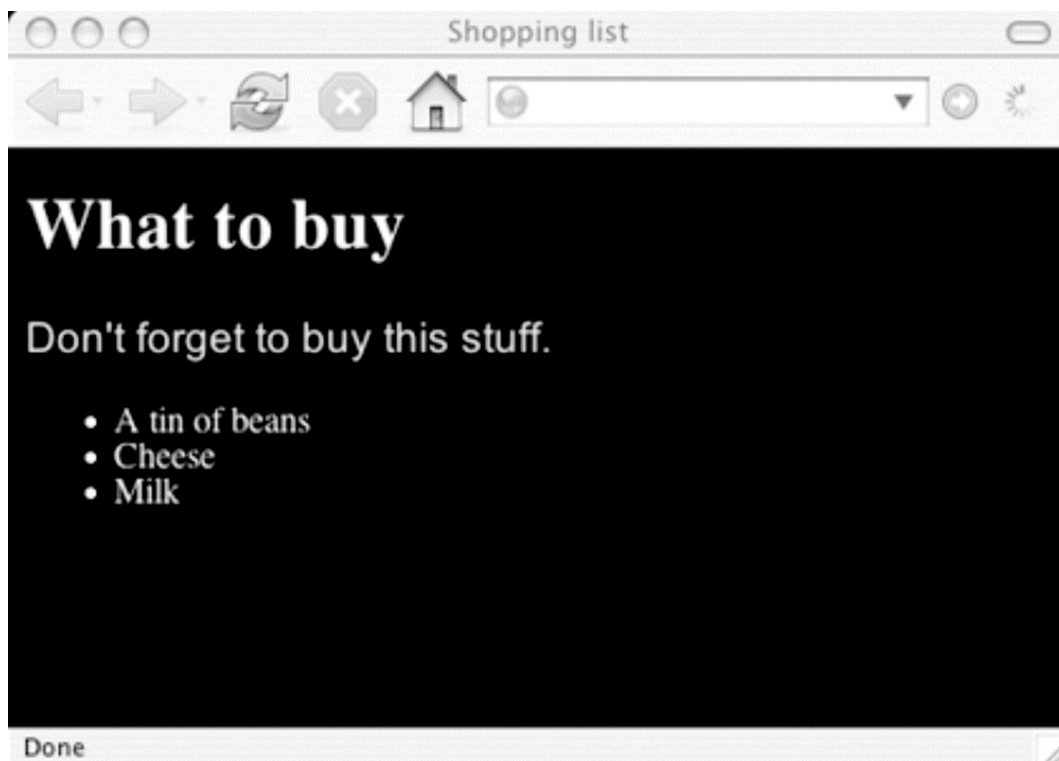 Shopping list
What to buy
Don't forget to buy this stuff.
A tin of beans
Cheese
Milk
Done